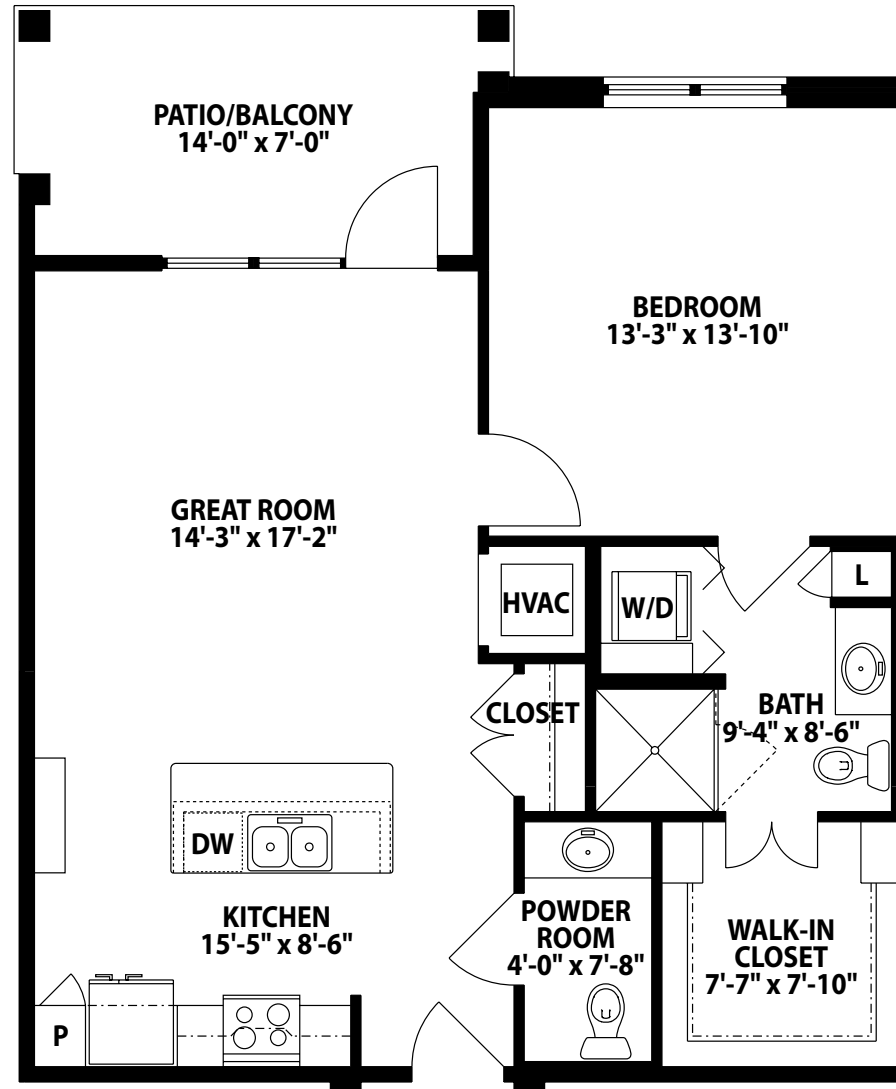 PATIO/BALCONY
14'-0" x 7'-0"
BEDROOM
13'-3" x 13'-10"
GREAT ROOM
14'-3" x 17'-2"
HVAC
W/D
L
CLOSET
BATH
9'-4" x 8'-6"
DW
KITCHEN
15'-5" x 8'-6"
POWDER
ROOM
4'-0" x 7'-8"
WALK-IN
CLOSET
7'-7" x 7'-10"
P